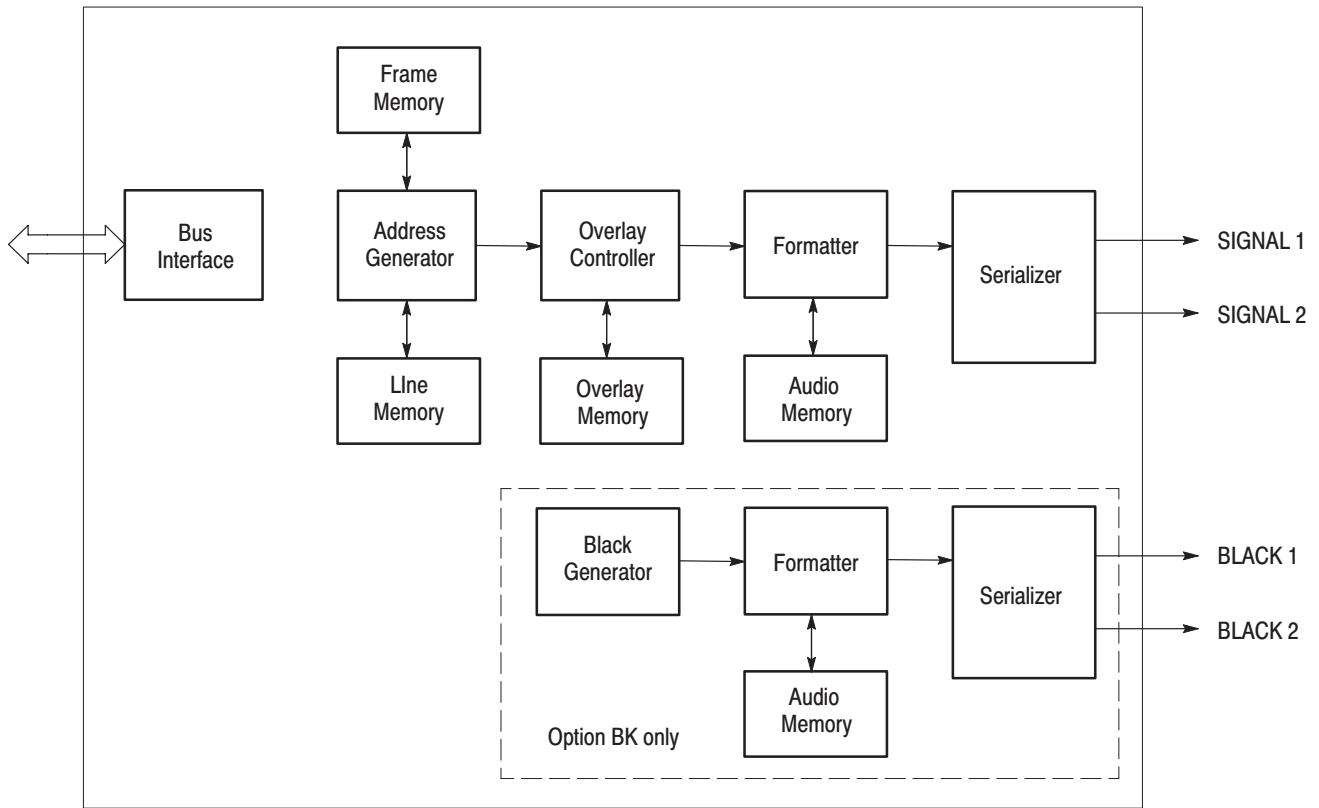 Frame
Memory
Bus
Interface
Address
Generator
Overlay
Controller
Formatter
Serializer
SIGNAL 1
SIGNAL 2
LIne
Memory
Overlay
Memory
Audio
Memory
Black
Generator
Formatter
Serializer
BLACK 1
BLACK 2
Audio
Memory
Option BK only